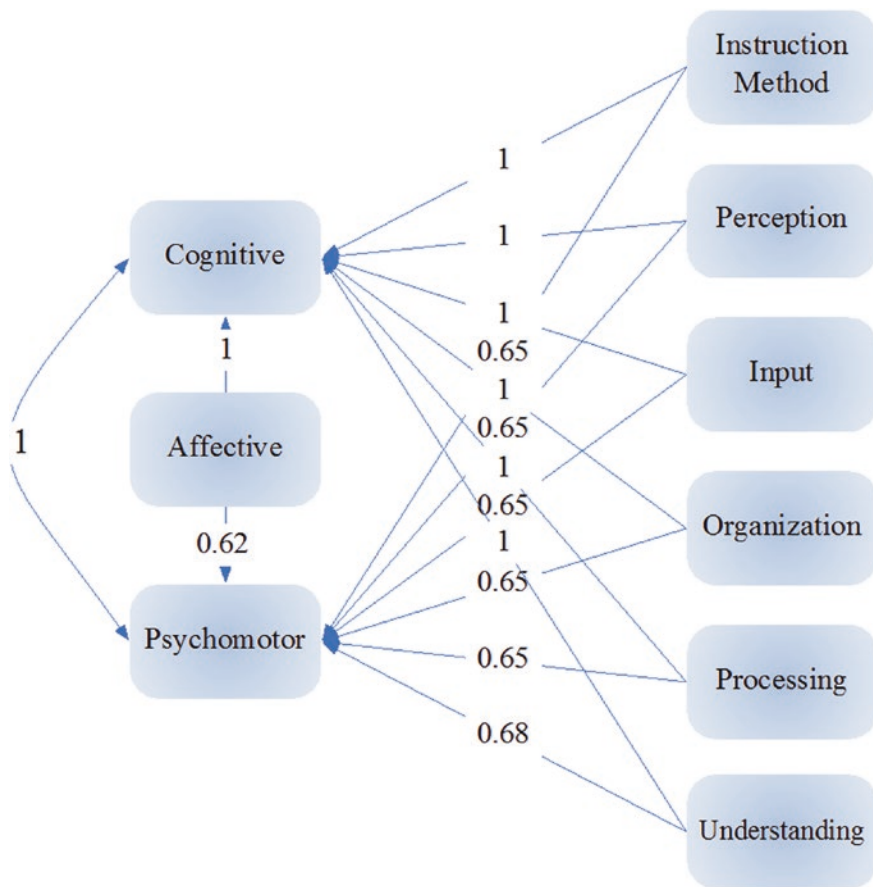 Instruction
Method
1
Perception
Cognitive
1
1
Input
1
0.65
1
1
Affective
0.65
1
0.65
Organization
0.62
1
0.65
Psychomotor
0.65
Processing
0.68
Understanding